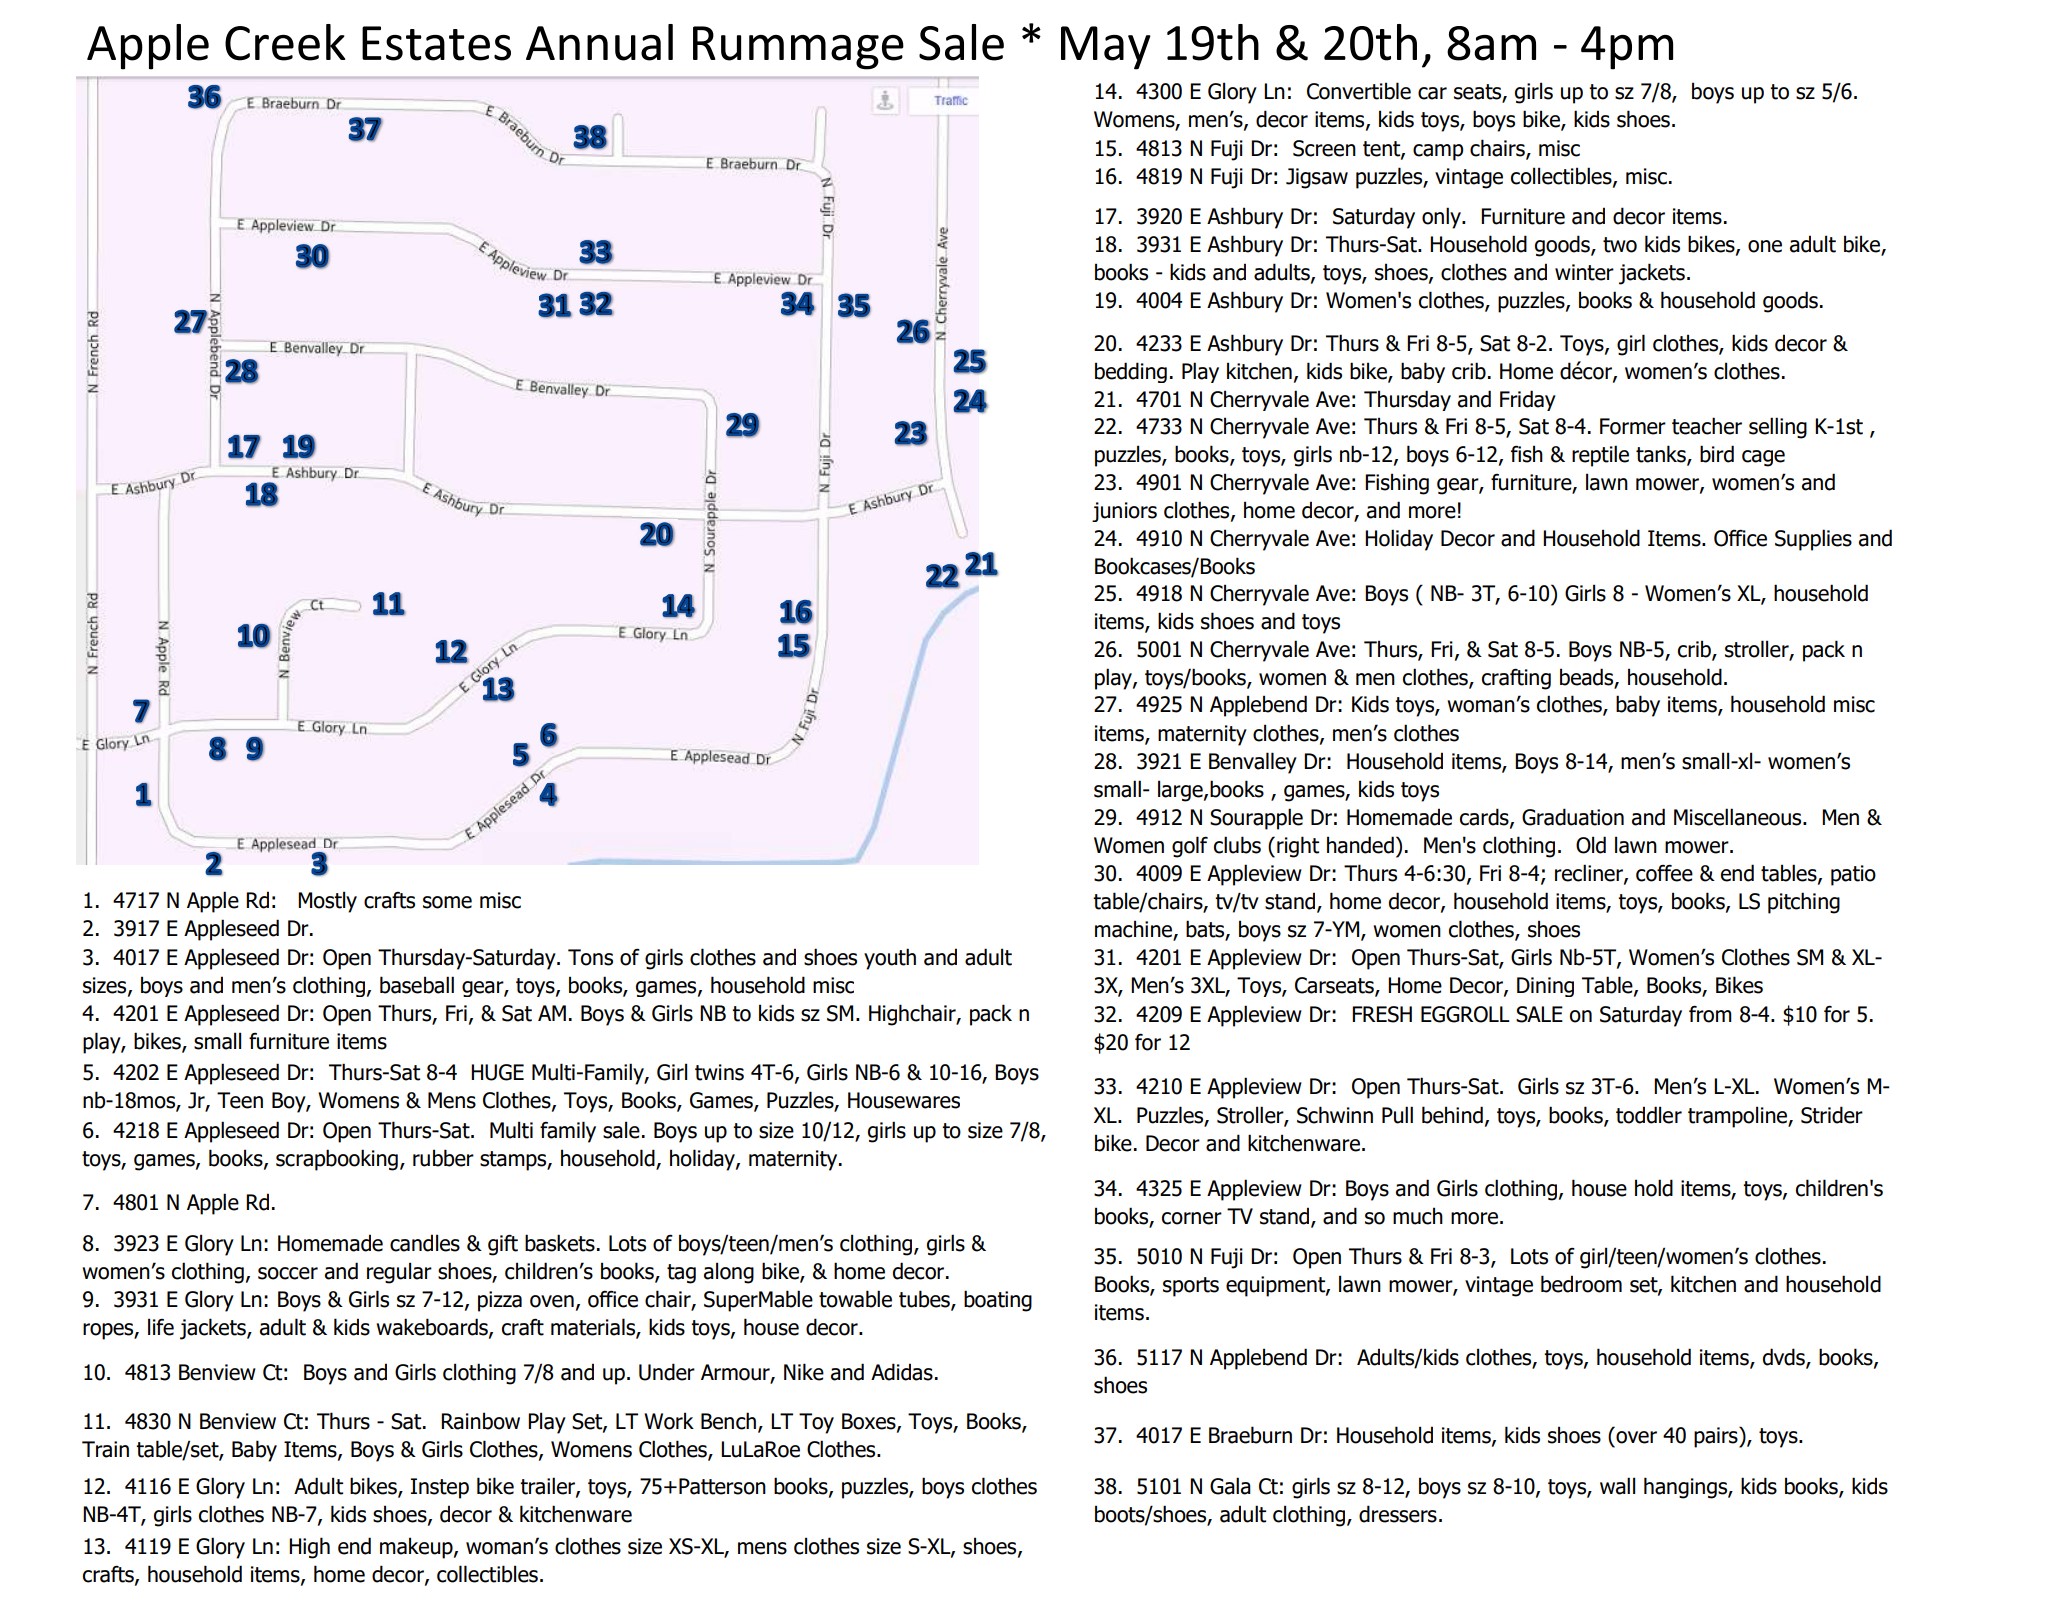 Apple Creek Estates Annual Rummage Sale * May 19th & 20th, 8am - 4pm
36
E Braeburn Dr
37
E Braeburn Dr
38
E Braeburn Dr
Traffic
N Fuji Dr
E Appleview Dr
30
E Appleview Dr
33
31 32
E Appleview Dr
34 35
N Cherryvale Ave
26
25
24
23
N French Rd
27
N Applebend Dr
E Benvalley Dr
28
E Benvalley Dr
29
17 19
E Ashbury Dr
E Ashbury Dr
18
E Ashbury Dr
20
N Sourapple Dr
N Fuji Dr
E Ashbury Dr
22 21
N French Rd
N Apple Rd
10
N Benview Ct
11
12
E Glory Ln
13
14
E Glory Ln
16
15
7
E Glory Ln
8 9
E Glory Ln
5 6
4
E Applesead Dr
E Applesead Dr
N Fuji Dr
1
E Applesead Dr
2 3
1. 4717 N Apple Rd: Mostly crafts some misc
2. 3917 E Appleseed Dr.
3. 4017 E Appleseed Dr: Open Thursday-Saturday. Tons of girls clothes and shoes youth and adult
sizes, boys and men’s clothing, baseball gear, toys, books, games, household misc
4. 4201 E Appleseed Dr: Open Thurs, Fri, & Sat AM. Boys & Girls NB to kids sz SM. Highchair, pack n
play, bikes, small furniture items
5. 4202 E Appleseed Dr: Thurs-Sat 8-4 HUGE Multi-Family, Girl twins 4T-6, Girls NB-6 & 10-16, Boys
nb-18mos, Jr, Teen Boy, Womens & Mens Clothes, Toys, Books, Games, Puzzles, Housewares
6. 4218 E Appleseed Dr: Open Thurs-Sat. Multi family sale. Boys up to size 10/12, girls up to size 7/8,
toys, games, books, scrapbooking, rubber stamps, household, holiday, maternity.
7. 4801 N Apple Rd.
8. 3923 E Glory Ln: Homemade candles & gift baskets. Lots of boys/teen/men’s clothing, girls &
women’s clothing, soccer and regular shoes, children’s books, tag along bike, & home decor.
9. 3931 E Glory Ln: Boys & Girls sz 7-12, pizza oven, office chair, SuperMable towable tubes, boating
ropes, life jackets, adult & kids wakeboards, craft materials, kids toys, house decor.
10. 4813 Benview Ct: Boys and Girls clothing 7/8 and up. Under Armour, Nike and Adidas.
11. 4830 N Benview Ct: Thurs - Sat. Rainbow Play Set, LT Work Bench, LT Toy Boxes, Toys, Books,
Train table/set, Baby Items, Boys & Girls Clothes, Womens Clothes, LuLaRoe Clothes.
12. 4116 E Glory Ln: Adult bikes, Instep bike trailer, toys, 75+Patterson books, puzzles, boys clothes
NB-4T, girls clothes NB-7, kids shoes, decor & kitchenware
13. 4119 E Glory Ln: High end makeup, woman’s clothes size XS-XL, mens clothes size S-XL, shoes,
crafts, household items, home decor, collectibles.
14. 4300 E Glory Ln: Convertible car seats, girls up to sz 7/8, boys up to sz 5/6.
Womens, men’s, decor items, kids toys, boys bike, kids shoes.
15. 4813 N Fuji Dr: Screen tent, camp chairs, misc
16. 4819 N Fuji Dr: Jigsaw puzzles, vintage collectibles, misc.
17. 3920 E Ashbury Dr: Saturday only. Furniture and decor items.
18. 3931 E Ashbury Dr: Thurs-Sat. Household goods, two kids bikes, one adult bike,
books - kids and adults, toys, shoes, clothes and winter jackets.
19. 4004 E Ashbury Dr: Women's clothes, puzzles, books & household goods.
20. 4233 E Ashbury Dr: Thurs & Fri 8-5, Sat 8-2. Toys, girl clothes, kids decor &
bedding. Play kitchen, kids bike, baby crib. Home décor, women’s clothes.
21. 4701 N Cherryvale Ave: Thursday and Friday
22. 4733 N Cherryvale Ave: Thurs & Fri 8-5, Sat 8-4. Former teacher selling K-1st ,
puzzles, books, toys, girls nb-12, boys 6-12, fish & reptile tanks, bird cage
23. 4901 N Cherryvale Ave: Fishing gear, furniture, lawn mower, women’s and
juniors clothes, home decor, and more!
24. 4910 N Cherryvale Ave: Holiday Decor and Household Items. Office Supplies and
Bookcases/Books
25. 4918 N Cherryvale Ave: Boys ( NB- 3T, 6-10) Girls 8 - Women’s XL, household
items, kids shoes and toys
26. 5001 N Cherryvale Ave: Thurs, Fri, & Sat 8-5. Boys NB-5, crib, stroller, pack n
play, toys/books, women & men clothes, crafting beads, household.
27. 4925 N Applebend Dr: Kids toys, woman’s clothes, baby items, household misc
items, maternity clothes, men’s clothes
28. 3921 E Benvalley Dr: Household items, Boys 8-14, men’s small-xl- women’s
small- large,books , games, kids toys
29. 4912 N Sourapple Dr: Homemade cards, Graduation and Miscellaneous. Men &
Women golf clubs (right handed). Men's clothing. Old lawn mower.
30. 4009 E Appleview Dr: Thurs 4-6:30, Fri 8-4; recliner, coffee & end tables, patio
table/chairs, tv/tv stand, home decor, household items, toys, books, LS pitching
machine, bats, boys sz 7-YM, women clothes, shoes
31. 4201 E Appleview Dr: Open Thurs-Sat, Girls Nb-5T, Women’s Clothes SM & XL-
3X, Men’s 3XL, Toys, Carseats, Home Decor, Dining Table, Books, Bikes
32. 4209 E Appleview Dr: FRESH EGGROLL SALE on Saturday from 8-4. $10 for 5.
$20 for 12
33. 4210 E Appleview Dr: Open Thurs-Sat. Girls sz 3T-6. Men’s L-XL. Women’s M-
XL. Puzzles, Stroller, Schwinn Pull behind, toys, books, toddler trampoline, Strider
bike. Decor and kitchenware.
34. 4325 E Appleview Dr: Boys and Girls clothing, house hold items, toys, children's
books, corner TV stand, and so much more.
35. 5010 N Fuji Dr: Open Thurs & Fri 8-3, Lots of girl/teen/women’s clothes.
Books, sports equipment, lawn mower, vintage bedroom set, kitchen and household
items.
36. 5117 N Applebend Dr: Adults/kids clothes, toys, household items, dvds, books,
shoes
37. 4017 E Braeburn Dr: Household items, kids shoes (over 40 pairs), toys.
38. 5101 N Gala Ct: girls sz 8-12, boys sz 8-10, toys, wall hangings, kids books, kids
boots/shoes, adult clothing, dressers.